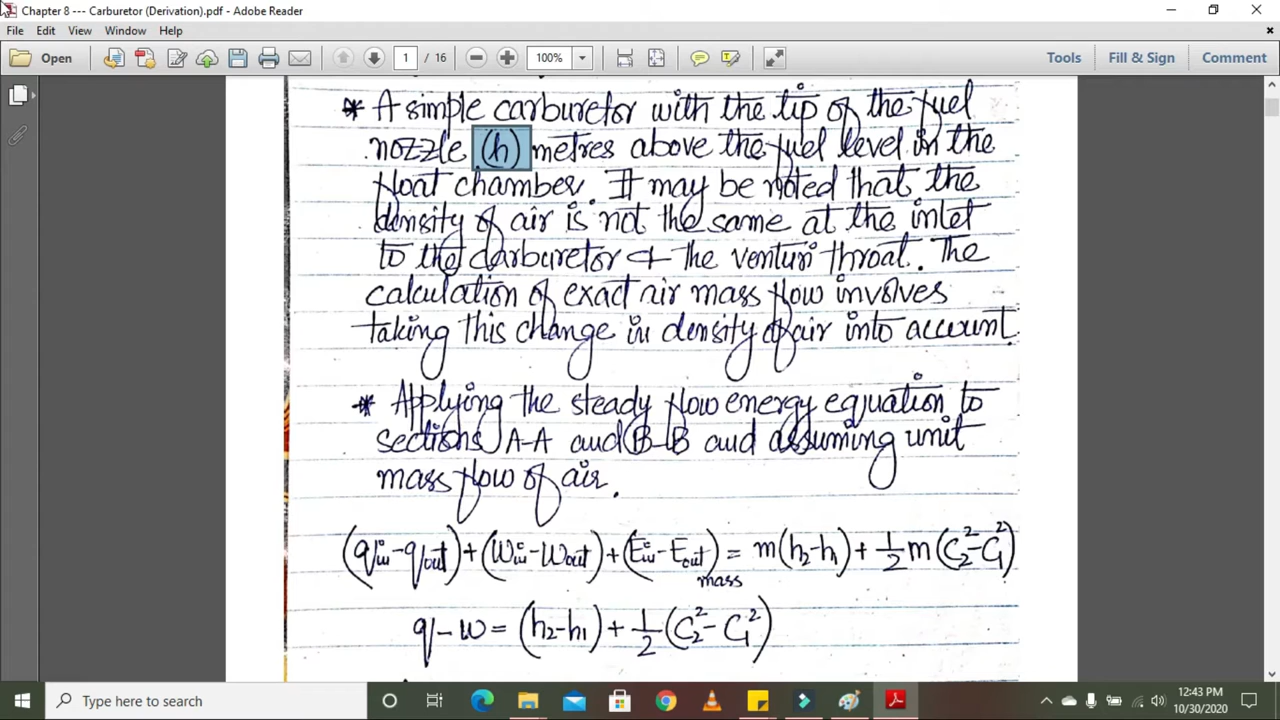 Chapter 8 --- Carburetor (Derivation).pdf - Adobe Reader
File Edit View Window Help
Open 1 / 16 100% Tools Fill & Sign Comment
* A simple carburetor with the tip of the fuel
nozzle (h) metres above the fuel level in the
float chamber. It may be noted that the
density of air is not the same at the inlet
to the carburetor & the venturi throat. The
calculation of exact air mass flow involves
taking this change in density of air into account.
* Applying the steady flow energy equation to
sections A-A and B-B and assuming unit
mass flow of air.
(qin-qout)+(Win-Wout)+(Ein-Eout)mass = m(h2-h1)+1/2 m(C2²-C1²)
q-w=(h2-h1)+1/2(C2²-C1²)
Type here to search
12:43 PM
10/30/2020